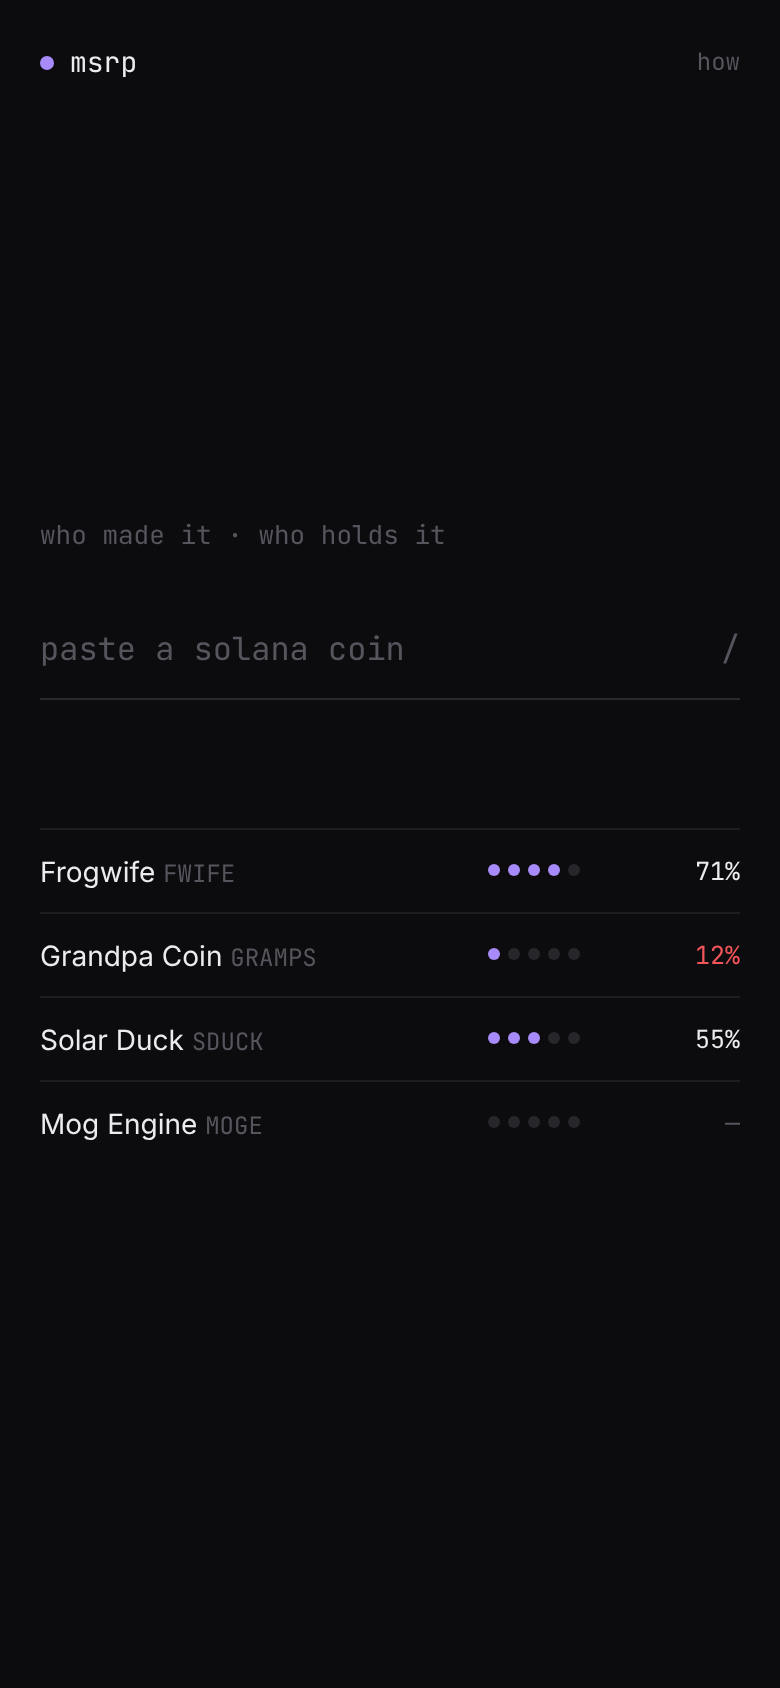 msrp how
who made it · who holds it
paste a solana coin /
Frogwife FWIFE 71%
Grandpa Coin GRAMPS 12%
Solar Duck SDUCK 55%
Mog Engine MOGE —